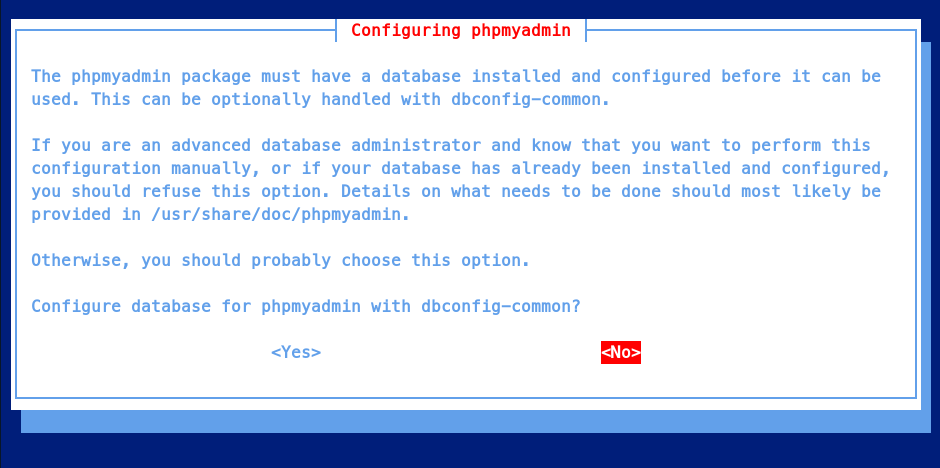 Configuring phpmyadmin
The phpmyadmin package must have a database installed and configured before it can be
used. This can be optionally handled with dbconfig-common.
If you are an advanced database administrator and know that you want to perform this
configuration manually, or if your database has already been installed and configured,
you should refuse this option. Details on what needs to be done should most likely be
provided in /usr/share/doc/phpmyadmin.
Otherwise, you should probably choose this option.
Configure database for phpmyadmin with dbconfig-common?
<Yes> <No>